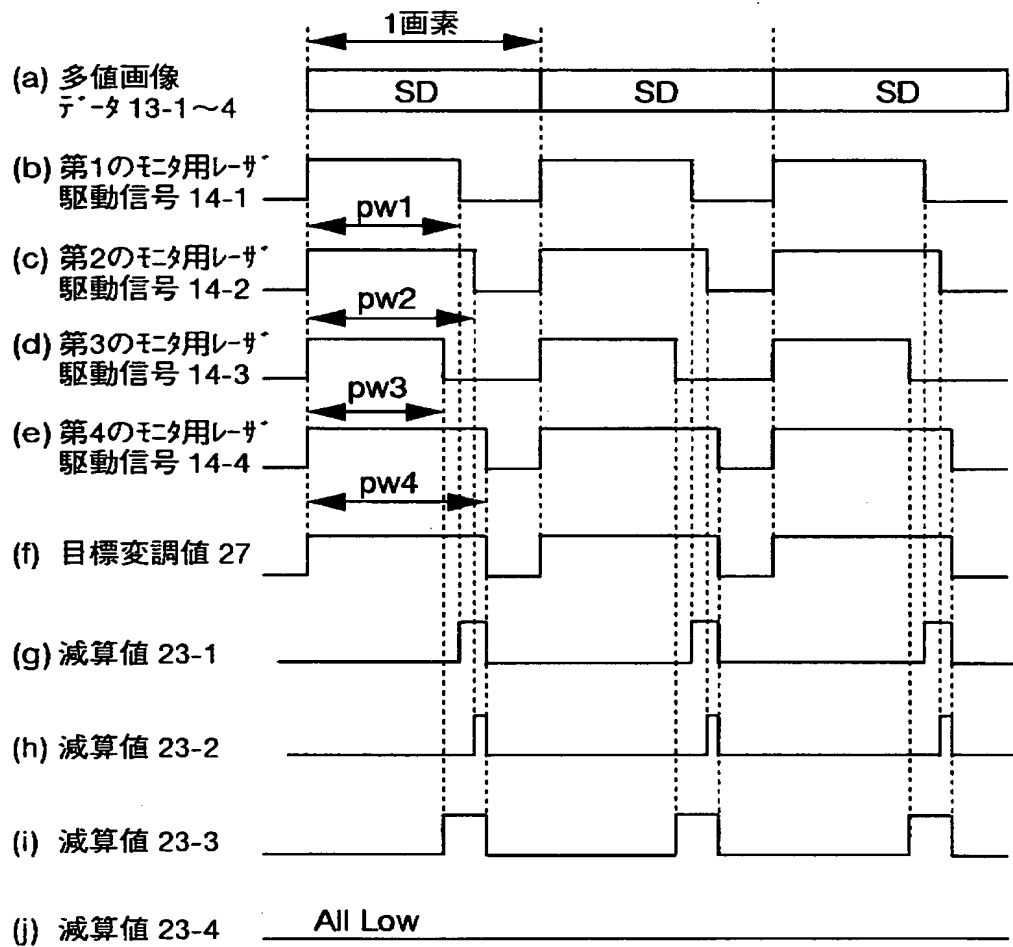 1画素
(a) 多値画像
ﾃﾞｰﾀ 13-1～4
SD SD SD
(b) 第1のﾓﾆﾀ用ﾚｰｻﾞ
駆動信号 14-1
pw1
(c) 第2のﾓﾆﾀ用ﾚｰｻﾞ
駆動信号 14-2
pw2
(d) 第3のﾓﾆﾀ用ﾚｰｻﾞ
駆動信号 14-3
pw3
(e) 第4のﾓﾆﾀ用ﾚｰｻﾞ
駆動信号 14-4
pw4
(f) 目標変調値 27
(g) 減算値 23-1
(h) 減算値 23-2
(i) 減算値 23-3
(j) 減算値 23-4
All Low